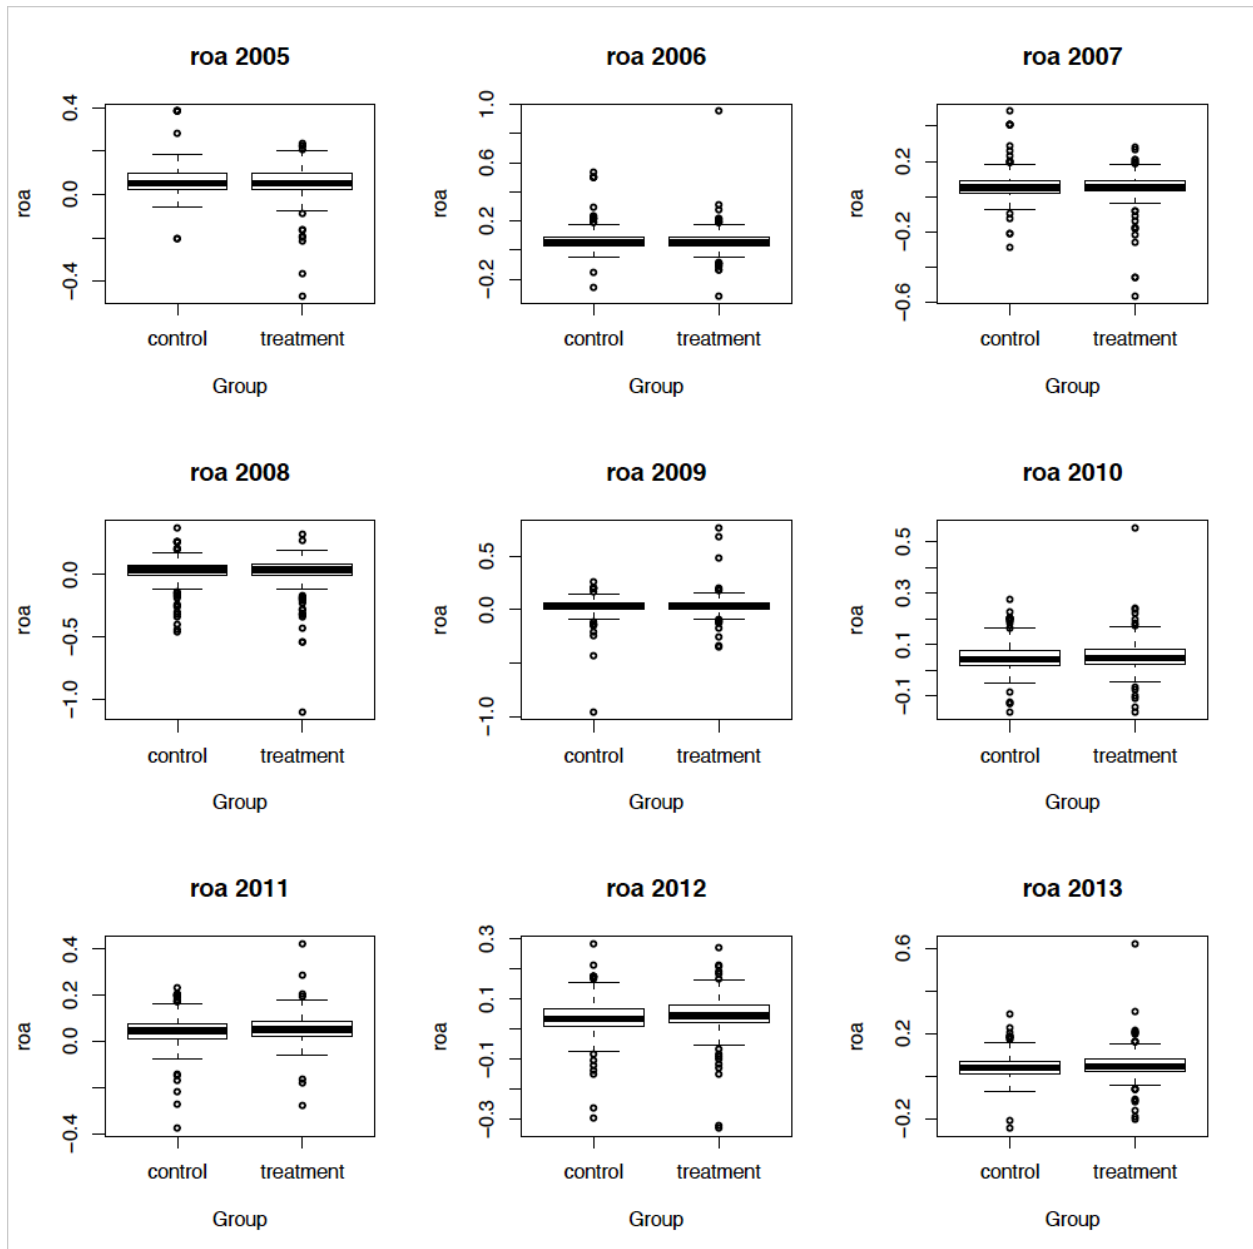 roa 2005
roa 2006
roa 2007
roa
0.4
0.0
−0.4
control
treatment
Group
roa
1.0
0.6
0.2
−0.2
control
treatment
Group
roa
0.2
−0.2
−0.6
control
treatment
Group
roa 2008
roa 2009
roa 2010
roa
0.0
−0.5
−1.0
control
treatment
Group
roa
0.5
0.0
−1.0
control
treatment
Group
roa
0.5
0.3
0.1
−0.1
control
treatment
Group
roa 2011
roa 2012
roa 2013
roa
0.4
0.2
0.0
−0.4
control
treatment
Group
roa
0.3
0.1
−0.1
−0.3
control
treatment
Group
roa
0.6
0.2
−0.2
control
treatment
Group